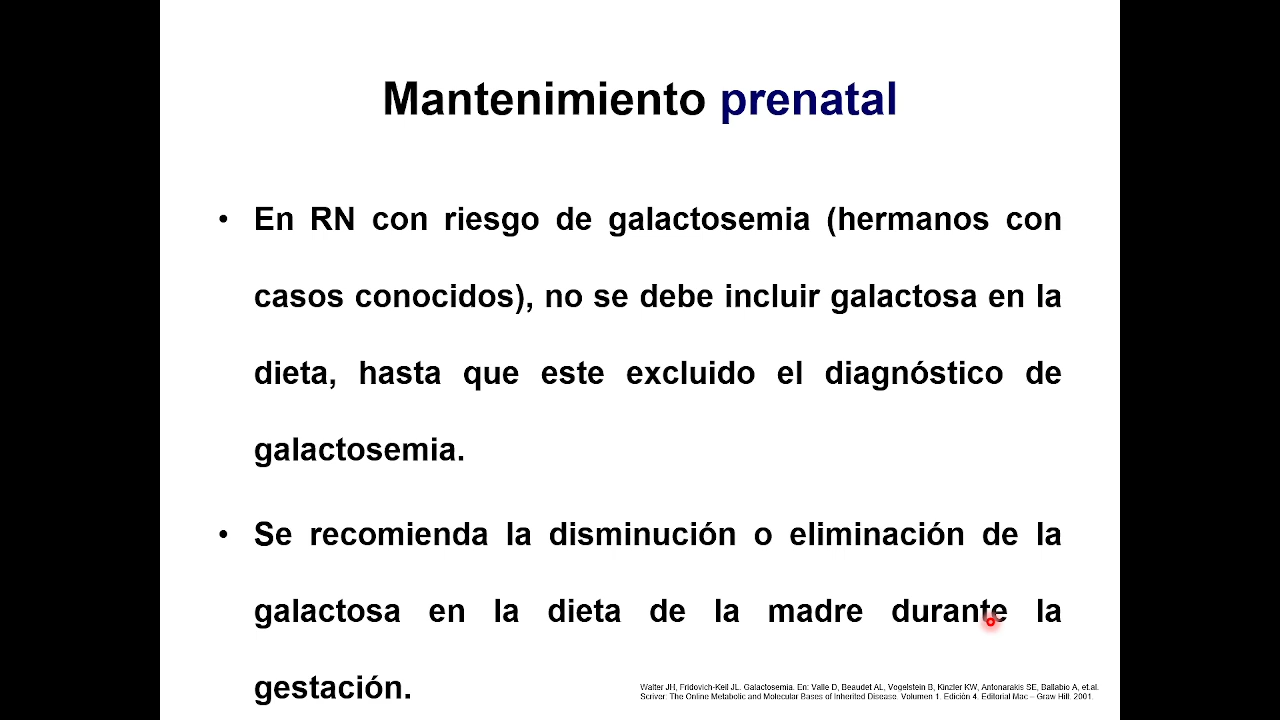 Mantenimiento prenatal
• En RN con riesgo de galactosemia (hermanos con
casos conocidos), no se debe incluir galactosa en la
dieta, hasta que este excluido el diagnóstico de
galactosemia.
• Se recomienda la disminución o eliminación de la
galactosa en la dieta de la madre durante la
gestación.
Walter JH, Fridovich-Keil JL. Galactosemia. En: Valle D, Beaudet AL, Vogelstein B, Kinzler KW, Antonarakis SE, Ballabio A, et.al.
Scriver: The Online Metabolic and Molecular Bases of Inherited Disease. Volumen 1. Edición 4. Editorial Mac – Graw Hill. 2001.